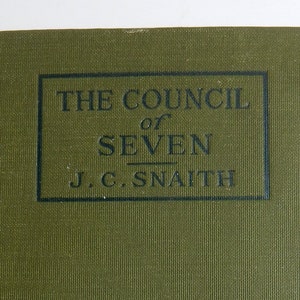 THE COUNCIL
of
SEVEN
J. C. SNAITH